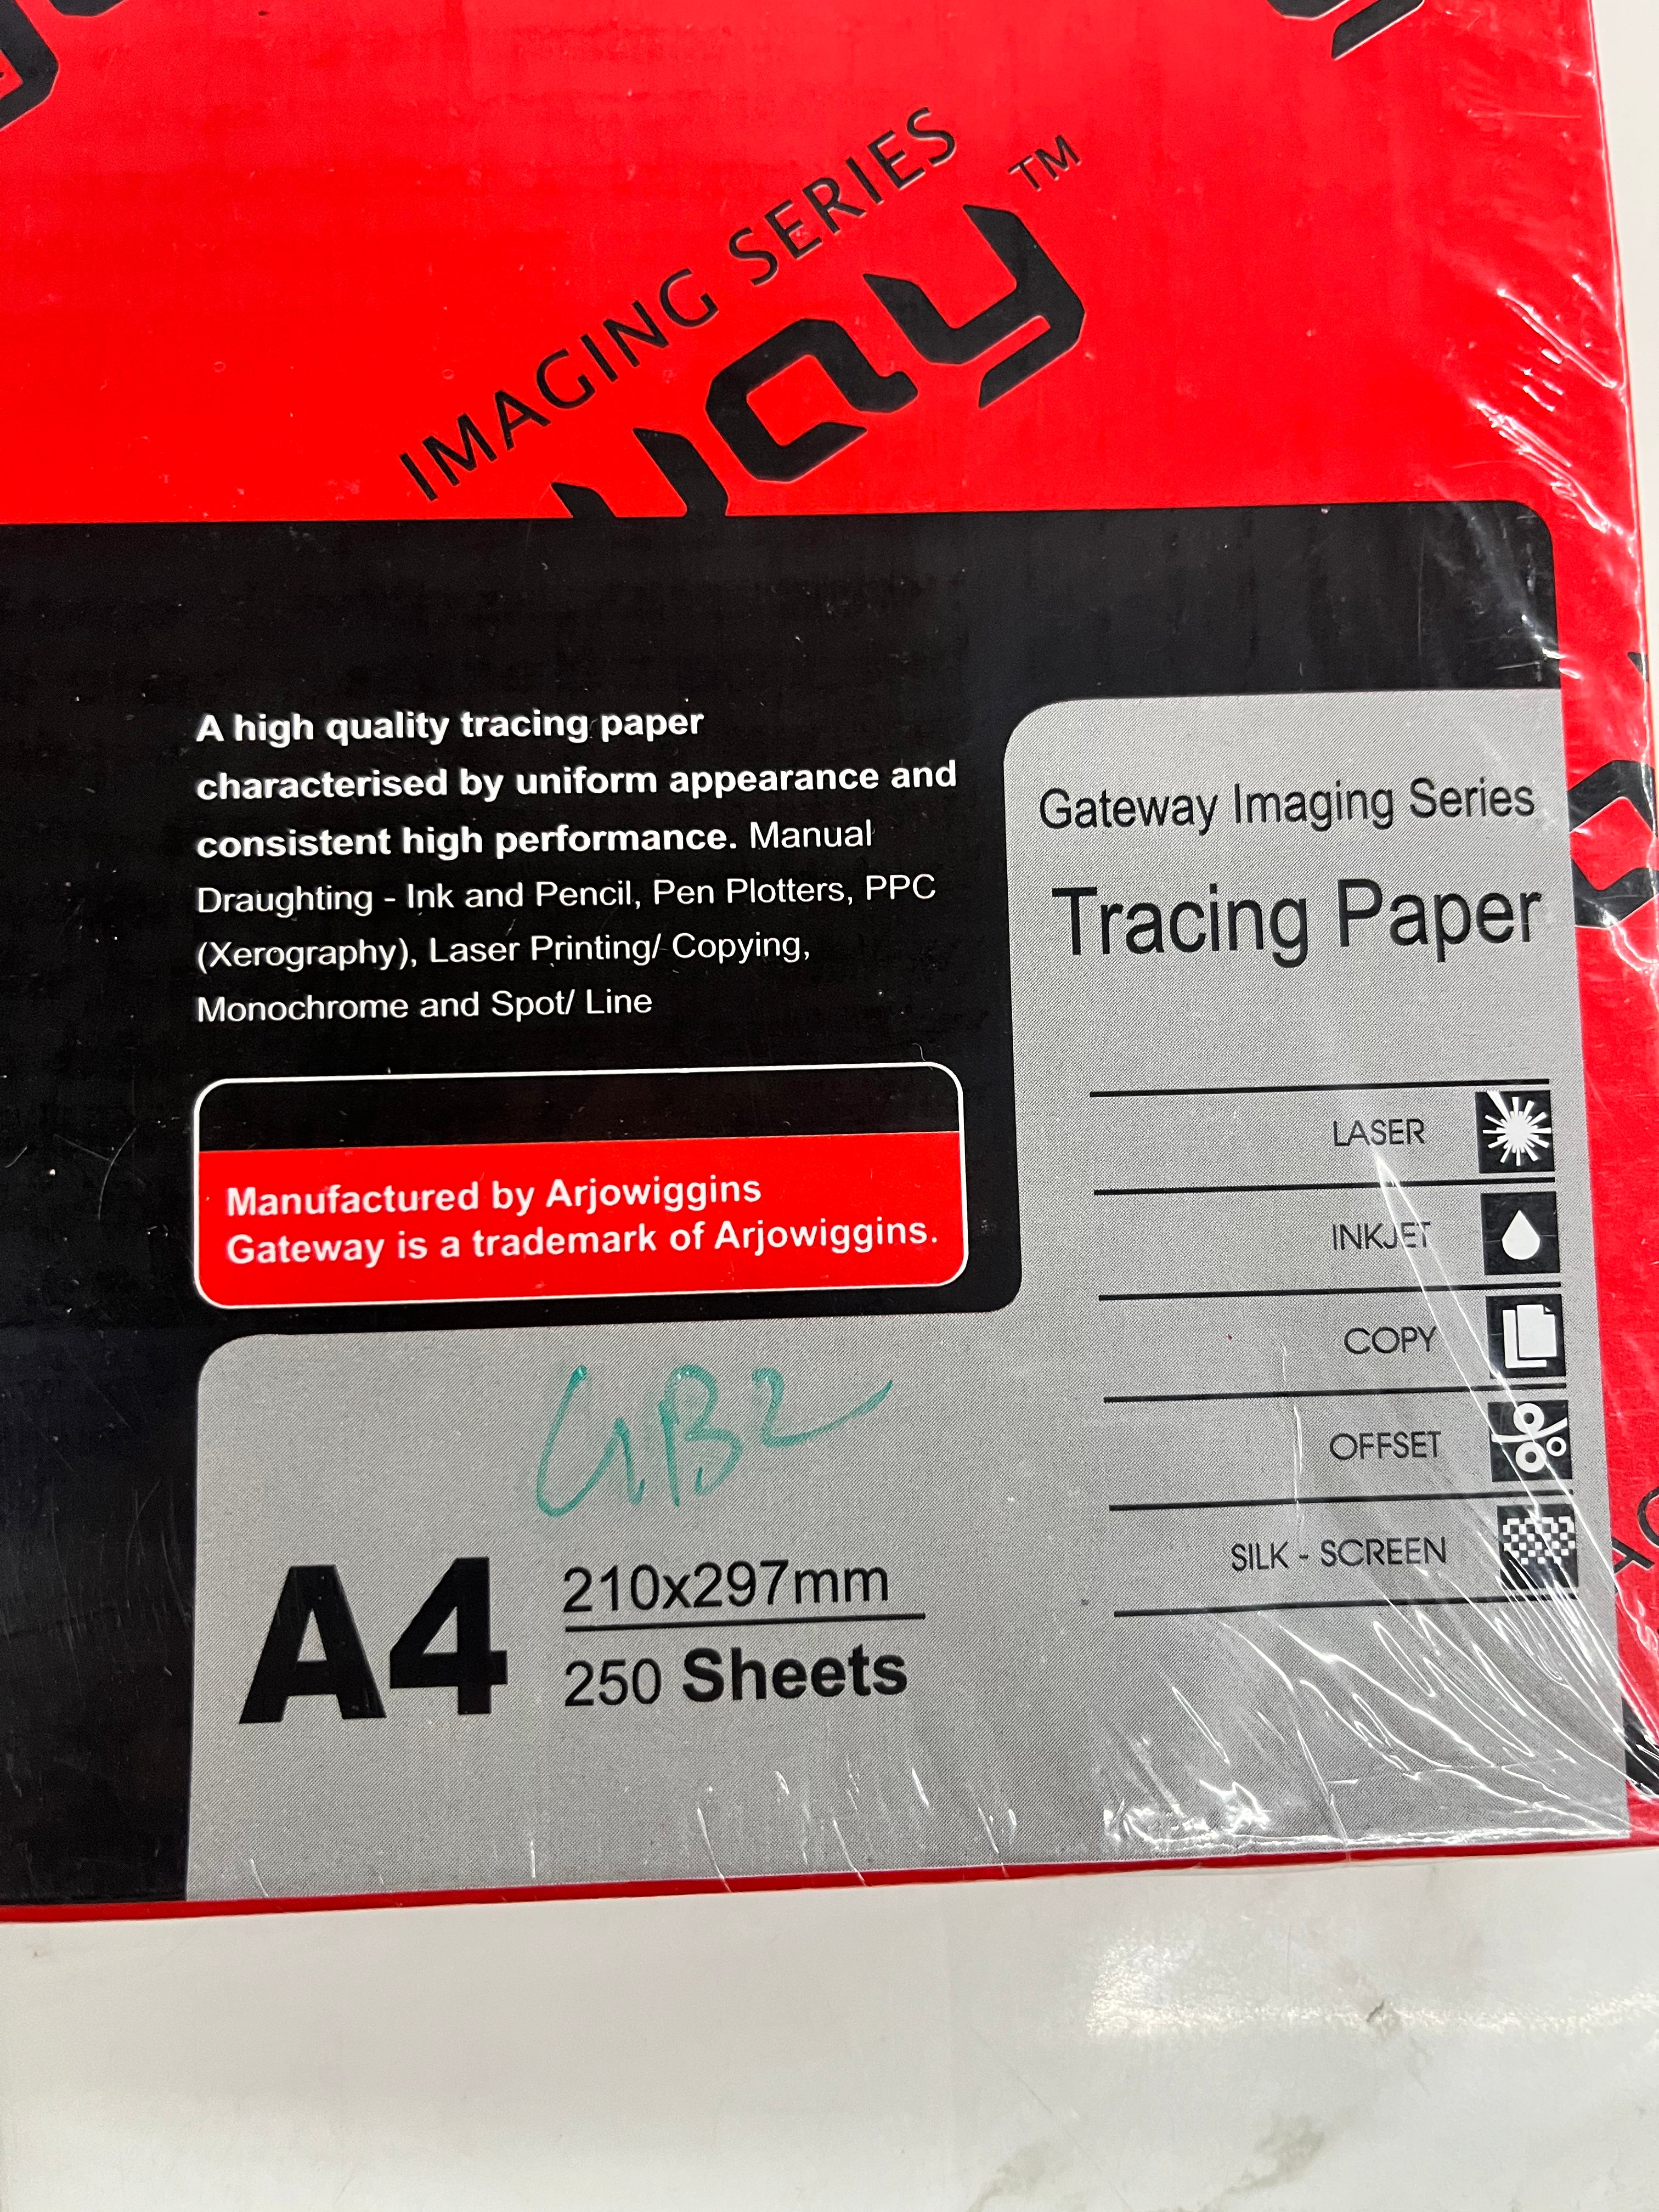 IMAGING SERIES
TM
way
A high quality tracing paper
characterised by uniform appearance and
consistent high performance. Manual
Draughting - Ink and Pencil, Pen Plotters, PPC
(Xerography), Laser Printing/ Copying,
Monochrome and Spot/ Line
Manufactured by Arjowiggins
Gateway is a trademark of Arjowiggins.
Gateway Imaging Series
Tracing Paper
LASER
INKJET
COPY
OFFSET
SILK - SCREEN
A4
210x297mm
250 Sheets